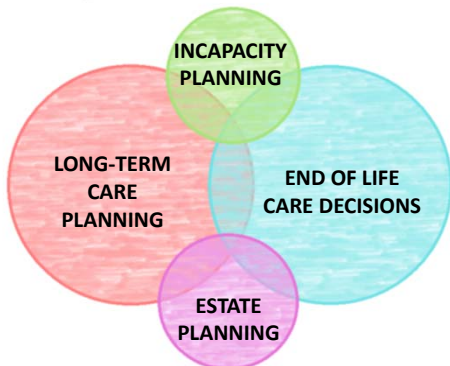 INCAPACITY
PLANNING
LONG-TERM
CARE
PLANNING
END OF LIFE
CARE DECISIONS
ESTATE
PLANNING